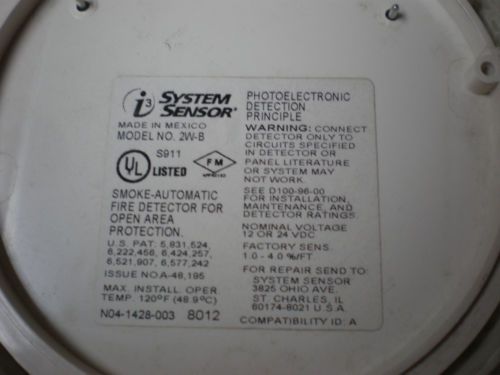 i3 SYSTEM SENSOR®
MADE IN MEXICO
MODEL NO. 2W-B
UL S911 LISTED
FM APPROVED
SMOKE-AUTOMATIC
FIRE DETECTOR FOR
OPEN AREA
PROTECTION.
U.S. PAT: 5,831,524,
6,222,456, 6,424,257,
6,521,907, 6,577,242
ISSUE NO A-48,195
MAX. INSTALL OPER.
TEMP. 120°F (48.9°C)
N04-1428-003 8012
PHOTOELECTRONIC
DETECTION
PRINCIPLE
WARNING: CONNECT
DETECTOR ONLY TO
CIRCUITS SPECIFIED
IN DETECTOR OR
PANEL LITERATURE
OR SYSTEM MAY
NOT WORK.
SEE D100-96-00
FOR INSTALLATION,
MAINTENANCE, AND
DETECTOR RATINGS.
NOMINAL VOLTAGE
12 OR 24 VDC
FACTORY SENS.
1.0 - 4.0 %/FT.
FOR REPAIR SEND TO:
SYSTEM SENSOR
3825 OHIO AVE.
ST. CHARLES, IL
60174-8021 U.S.A.
COMPATIBILITY ID: A